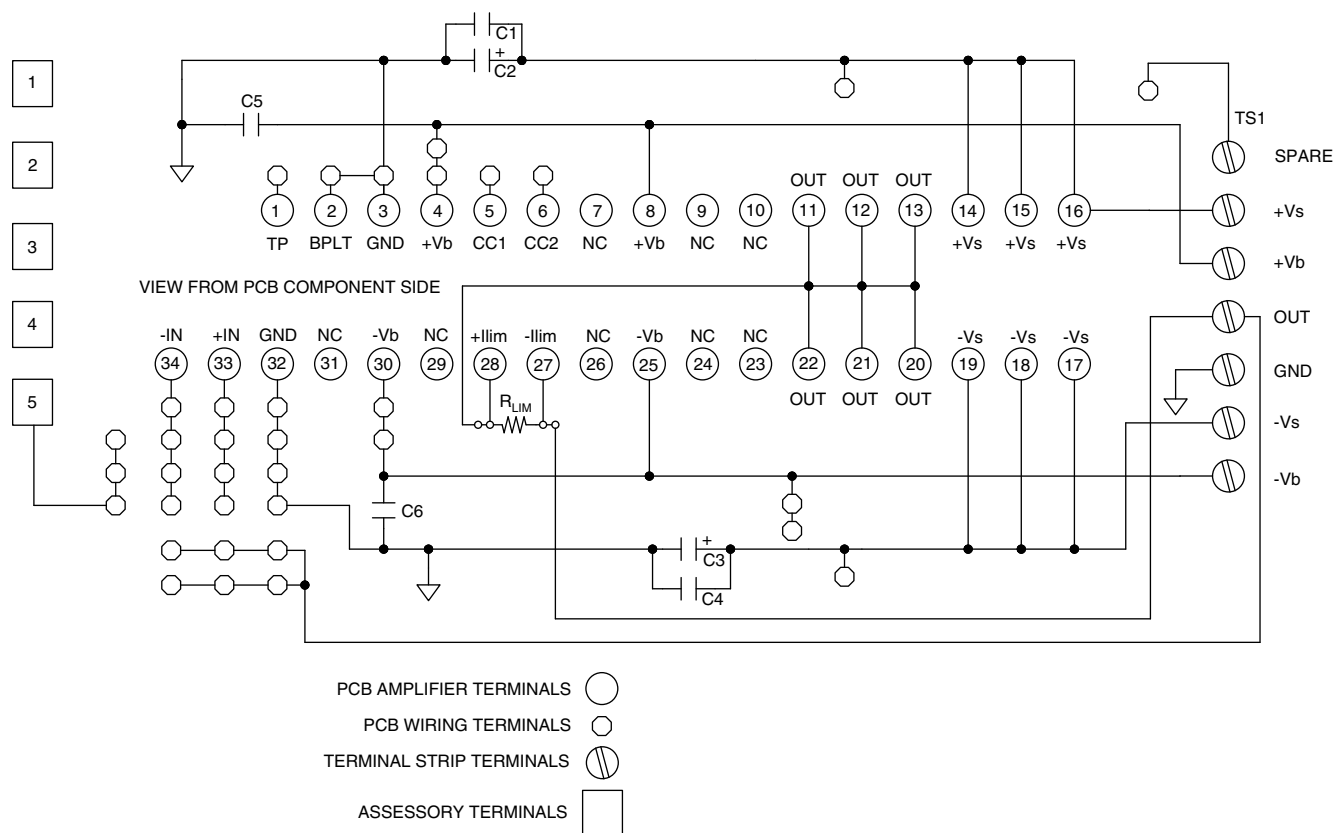 C1
+
C2
1
C5
TS1
2
SPARE
OUT OUT OUT
1 2 3 4 5 6 7 8 9 10 11 12 13 14 15 16
+Vs
TP BPLT GND +Vb CC1 CC2 NC +Vb NC NC +Vs +Vs +Vs
3
+Vb
VIEW FROM PCB COMPONENT SIDE
4
OUT
-IN +IN GND NC -Vb NC +Ilim -Ilim NC -Vb NC NC -Vs -Vs -Vs
34 33 32 31 30 29 28 27 26 25 24 23 22 21 20 19 18 17
GND
OUT OUT OUT
5
RLIM
-Vs
-Vb
C6
+
C3
C4
PCB AMPLIFIER TERMINALS
PCB WIRING TERMINALS
TERMINAL STRIP TERMINALS
ASSESSORY TERMINALS